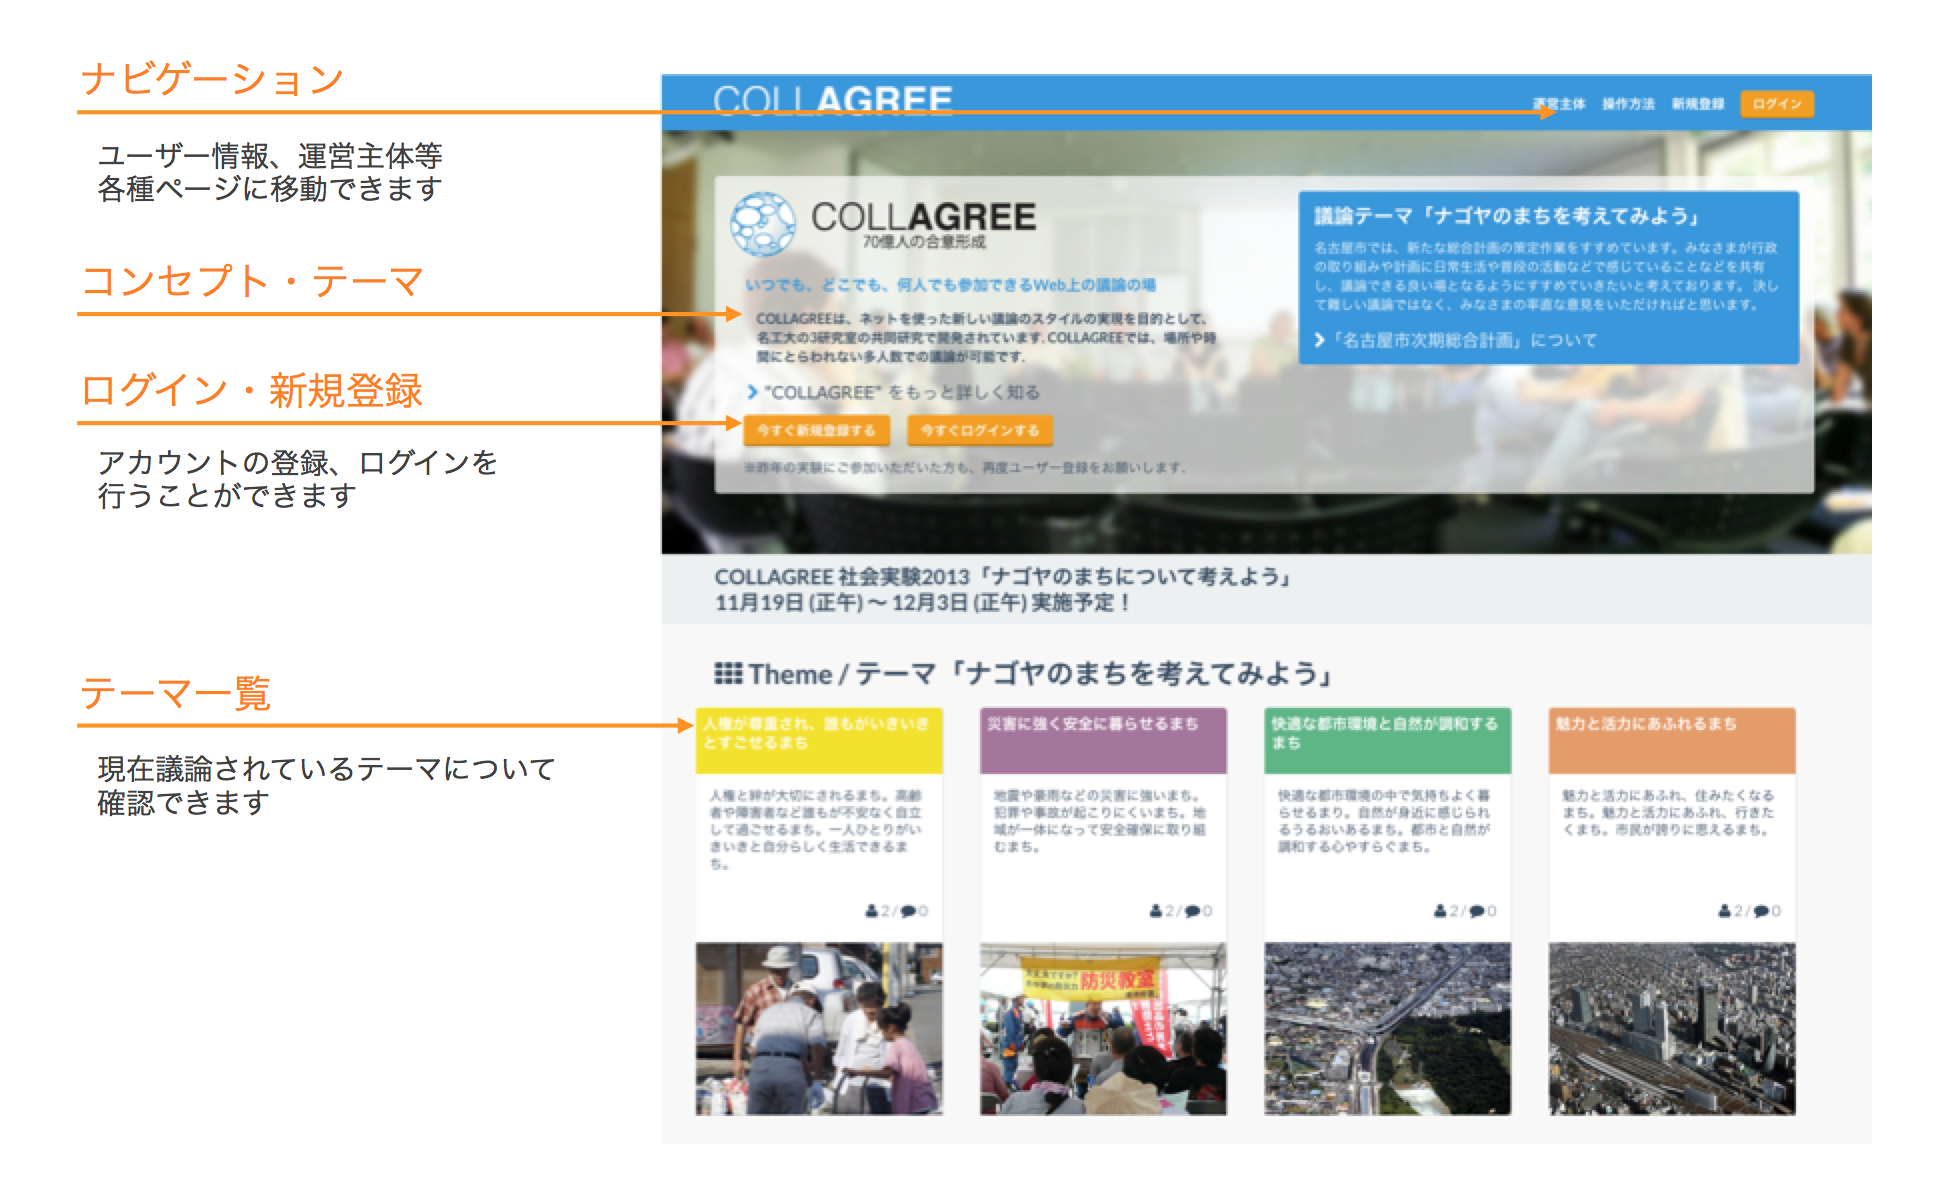 ナビゲーション
ユーザー情報、運営主体等
各種ページに移動できます
コンセプト・テーマ
ログイン・新規登録
アカウントの登録、ログインを
行うことができます
テーマ一覧
現在議論されているテーマについて
確認できます
COLLAGREE
運営主体 操作方法 新規登録 ログイン
COLLAGREE
70億人の合意形成
いつでも、どこでも、何人でも参加できるWeb上の議論の場
COLLAGREEは、ネットを使った新しい議論のスタイルの実現を目的として、
名工大の3研究室の共同研究で開発されています. COLLAGREEでは、場所や時
間にとらわれない多人数での議論が可能です.
"COLLAGREE" をもっと詳しく知る
今すぐ新規登録する 今すぐログインする
※昨年の実験にご参加いただいた方も、再度ユーザー登録をお願いします.
議論テーマ「ナゴヤのまちを考えてみよう」
名古屋市では、新たな総合計画の策定作業をすすめています。みなさまが行政
の取り組みや計画に日常生活や普段の活動などで感じていることなどを共有
し、議論できる良い場となるようにすすめていきたいと考えております。 決し
て難しい議論ではなく、みなさまの率直な意見をいただければと思います。
「名古屋市次期総合計画」について
COLLAGREE 社会実験2013「ナゴヤのまちについて考えよう」
11月19日 (正午) ～ 12月3日 (正午) 実施予定！
Theme / テーマ「ナゴヤのまちを考えてみよう」
人権が尊重され、誰もがいきいき
とすごせるまち
人権と絆が大切にされるまち。高齢
者や障害者など誰もが不安なく自立
して過ごせるまち。一人ひとりがい
きいきと自分らしく生活できるま
ち。
2/0
災害に強く安全に暮らせるまち
地震や豪雨などの災害に強いまち。
犯罪や事故が起こりにくいまち。地
域が一体になって安全確保に取り組
むまち。
2/0
大丈夫ですか?
防災教室
快適な都市環境と自然が調和する
まち
快適な都市環境の中で気持ちよく暮
らせるまり。自然が身近に感じられ
るうるおいあるまち。都市と自然が
調和する心やすらぐまち。
2/0
魅力と活力にあふれるまち
魅力と活力にあふれ、住みたくなる
まち。魅力と活力にあふれ、行きた
くまち。市民が誇りに思えるまち。
2/0